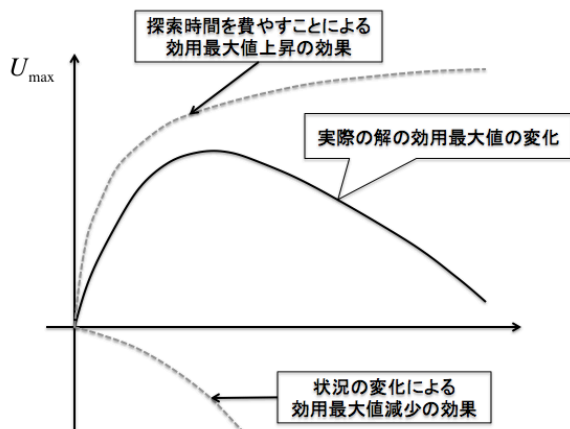 探索時間を費やすことによる
効用最大値上昇の効果
Umax
実際の解の効用最大値の変化
状況の変化による
効用最大値減少の効果